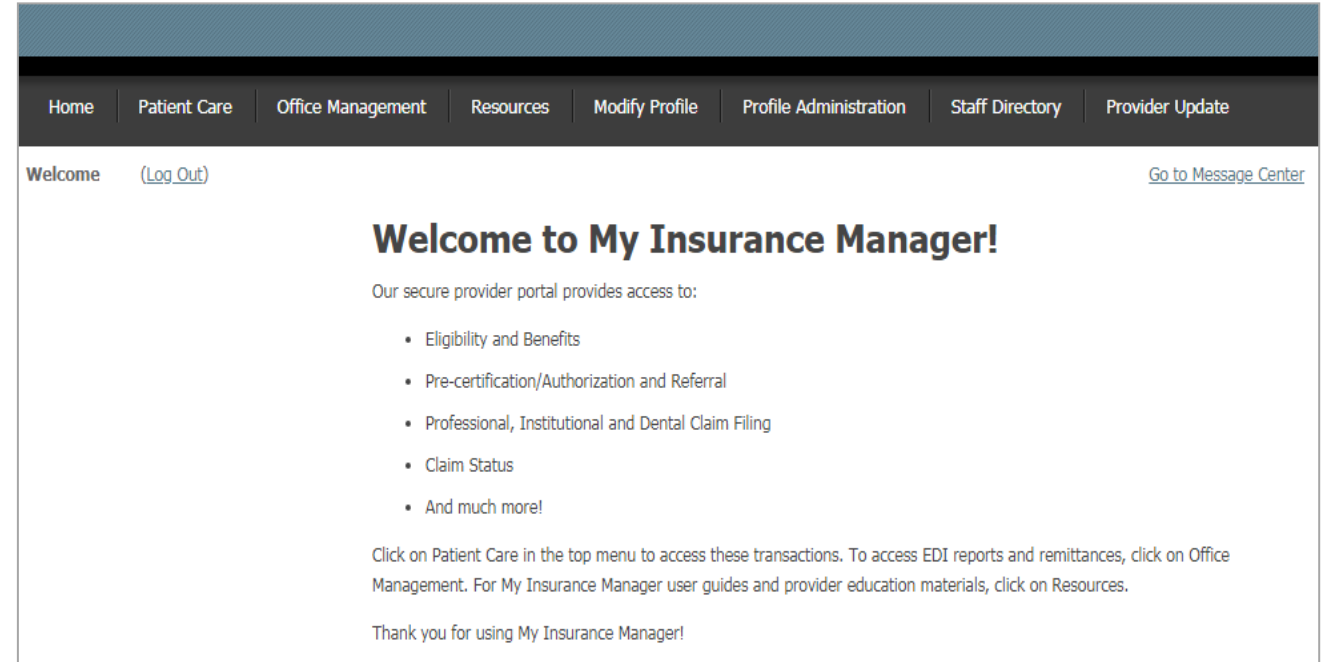 Home Patient Care Office Management Resources Modify Profile Profile Administration Staff Directory Provider Update
Welcome (Log Out) Go to Message Center
Welcome to My Insurance Manager!
Our secure provider portal provides access to:
• Eligibility and Benefits
• Pre-certification/Authorization and Referral
• Professional, Institutional and Dental Claim Filing
• Claim Status
• And much more!
Click on Patient Care in the top menu to access these transactions. To access EDI reports and remittances, click on Office
Management. For My Insurance Manager user guides and provider education materials, click on Resources.
Thank you for using My Insurance Manager!